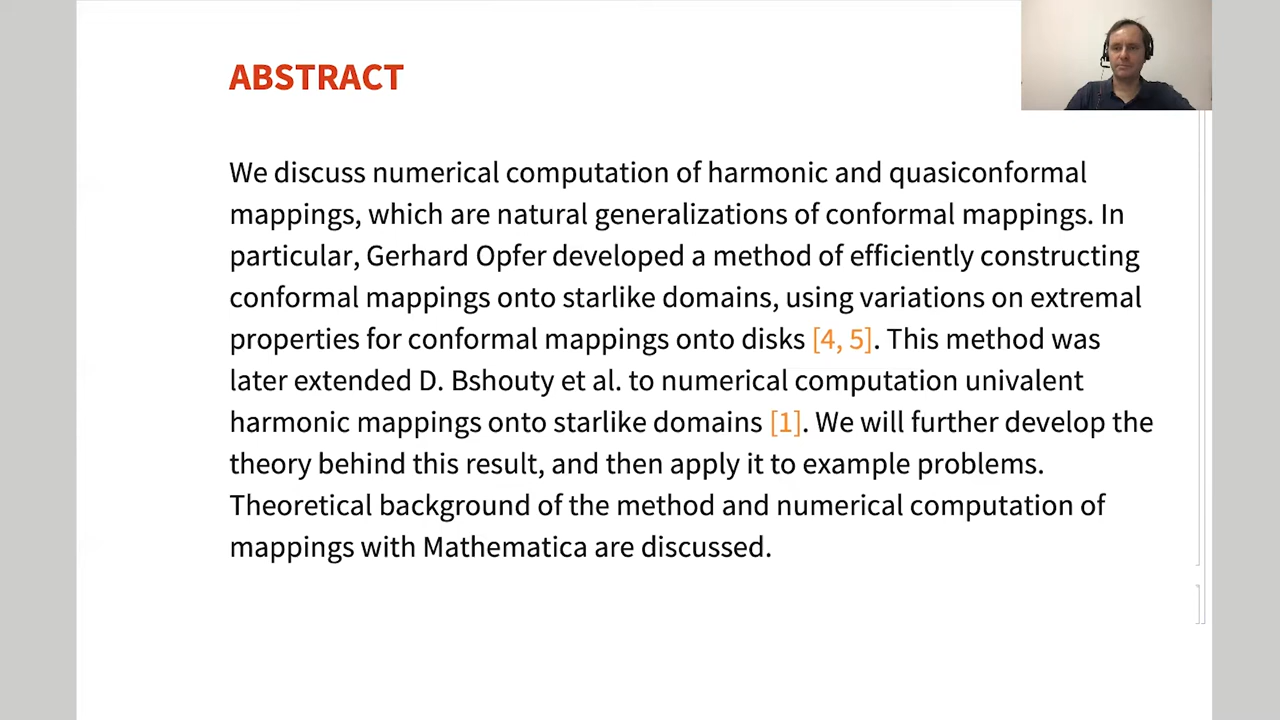 ABSTRACT
We discuss numerical computation of harmonic and quasiconformal
mappings, which are natural generalizations of conformal mappings. In
particular, Gerhard Opfer developed a method of efficiently constructing
conformal mappings onto starlike domains, using variations on extremal
properties for conformal mappings onto disks [4, 5]. This method was
later extended D. Bshouty et al. to numerical computation univalent
harmonic mappings onto starlike domains [1]. We will further develop the
theory behind this result, and then apply it to example problems.
Theoretical background of the method and numerical computation of
mappings with Mathematica are discussed.